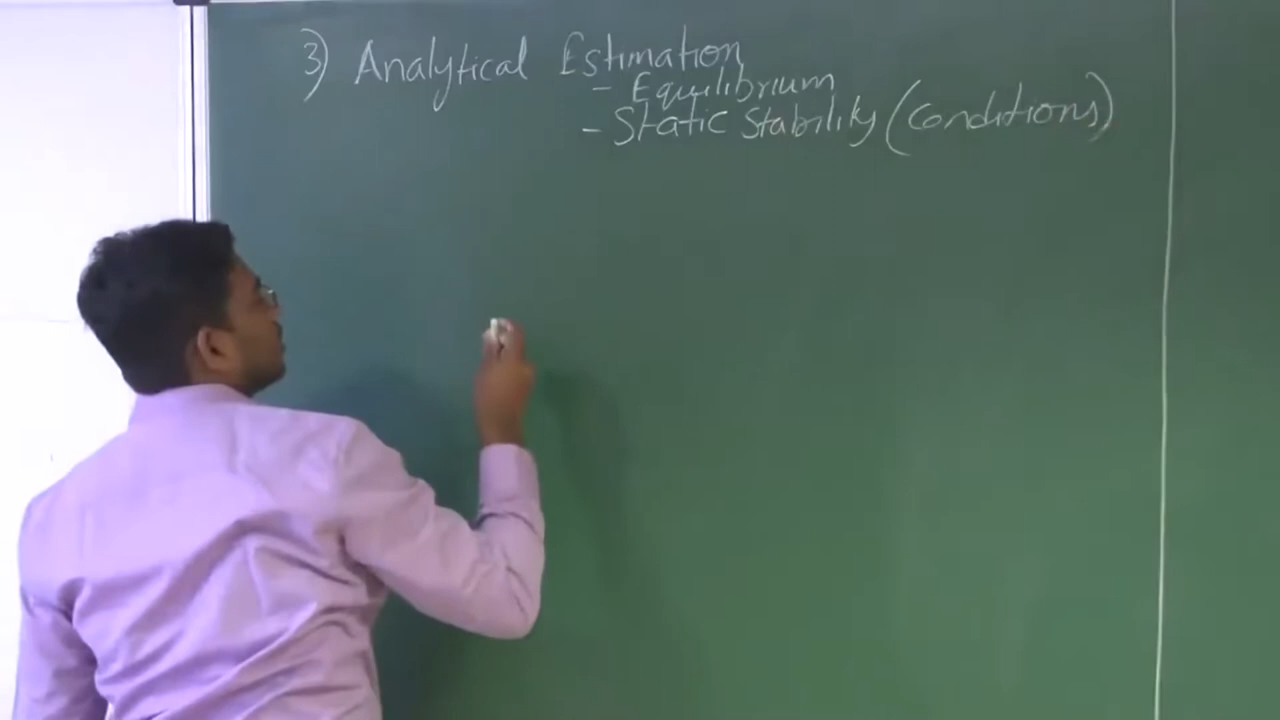 3) Analytical Estimation
- Equilibrium
- Static Stability (Conditions)